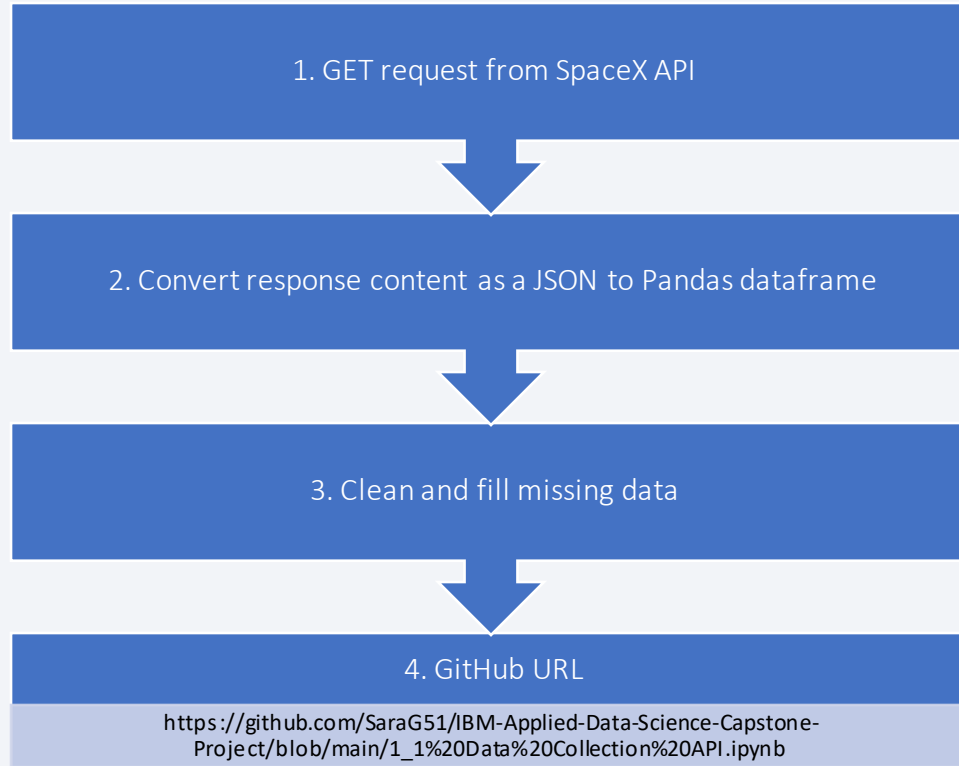 1. GET request from SpaceX API
2. Convert response content as a JSON to Pandas dataframe
3. Clean and fill missing data
4. GitHub URL
https://github.com/SaraG51/IBM-Applied-Data-Science-Capstone-
Project/blob/main/1_1%20Data%20Collection%20API.ipynb